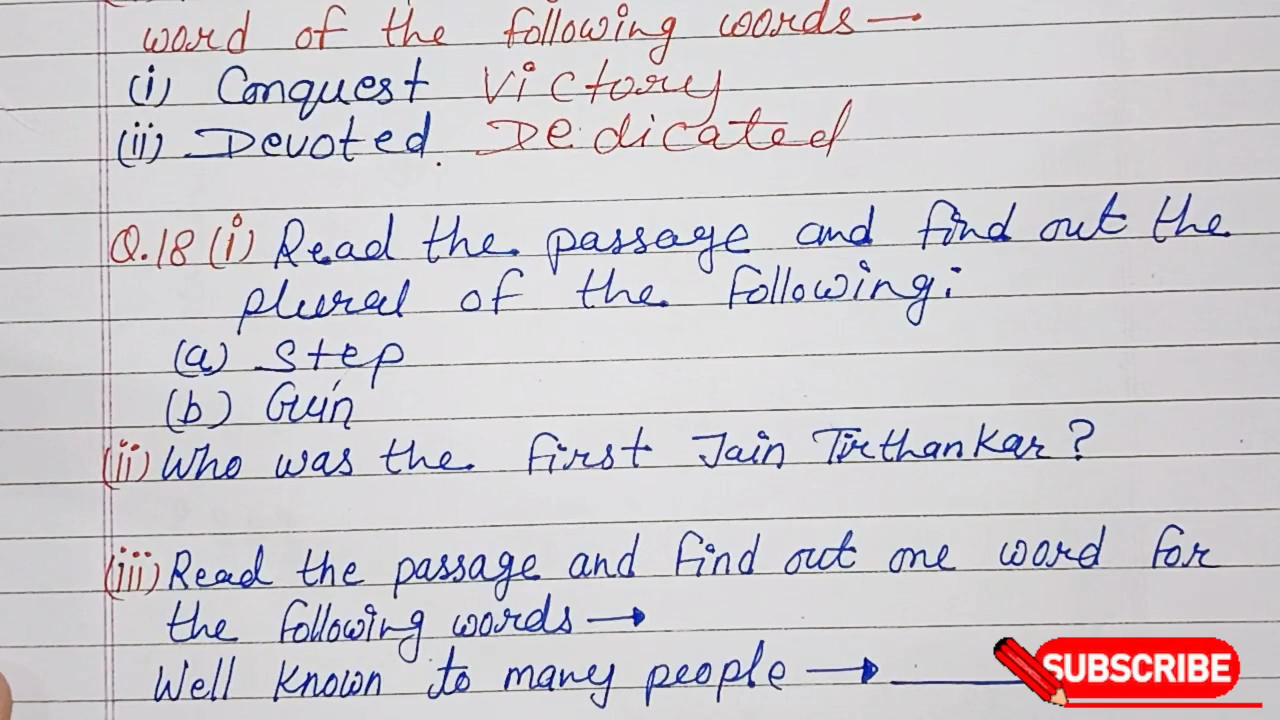 word of the following words →
(i) Conquest Victory
(ii) Devoted. Dedicated
Q.18 (i) Read the passage and find out the
plural of the following:
(a) Step
(b) Guin
(ii) Who was the first Jain Tirthankar?
(iii) Read the passage and find out one word for
the following words →
Well known to many people → ______
SUBSCRIBE